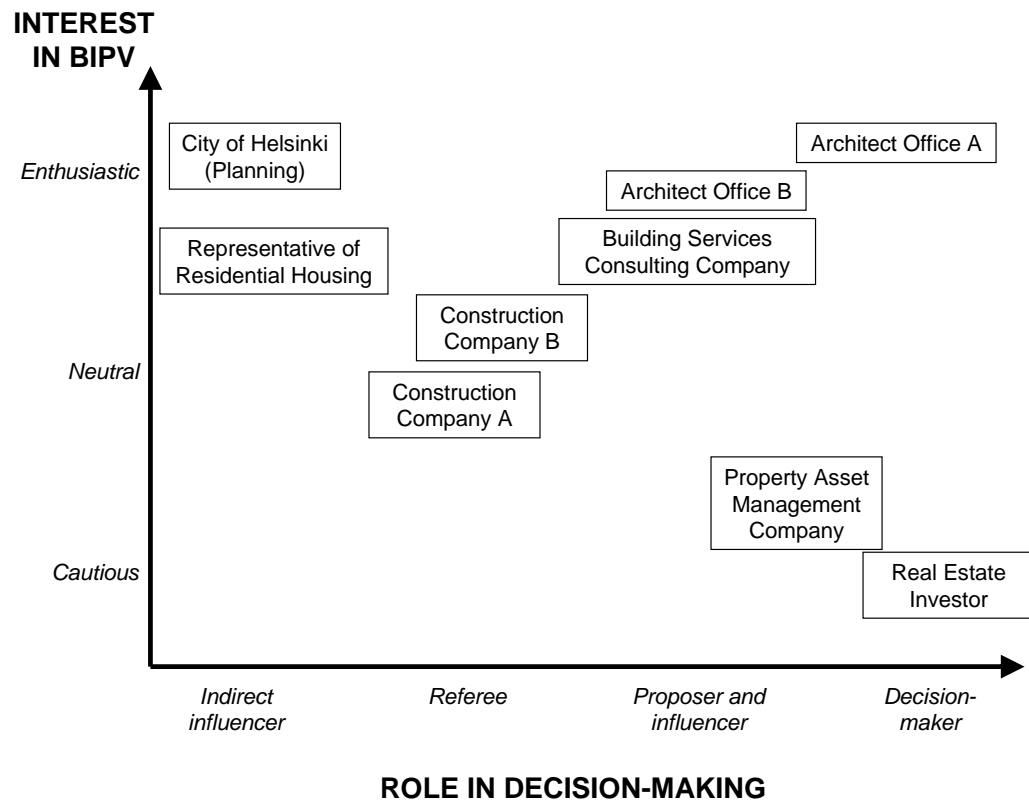 INTEREST
IN BIPV
Enthusiastic
Neutral
Cautious
City of Helsinki
(Planning)
Architect Office A
Architect Office B
Representative of
Residential Housing
Building Services
Consulting Company
Construction
Company B
Construction
Company A
Property Asset
Management
Company
Real Estate
Investor
Indirect
influencer
Referee
Proposer and
influencer
Decision-
maker
ROLE IN DECISION-MAKING